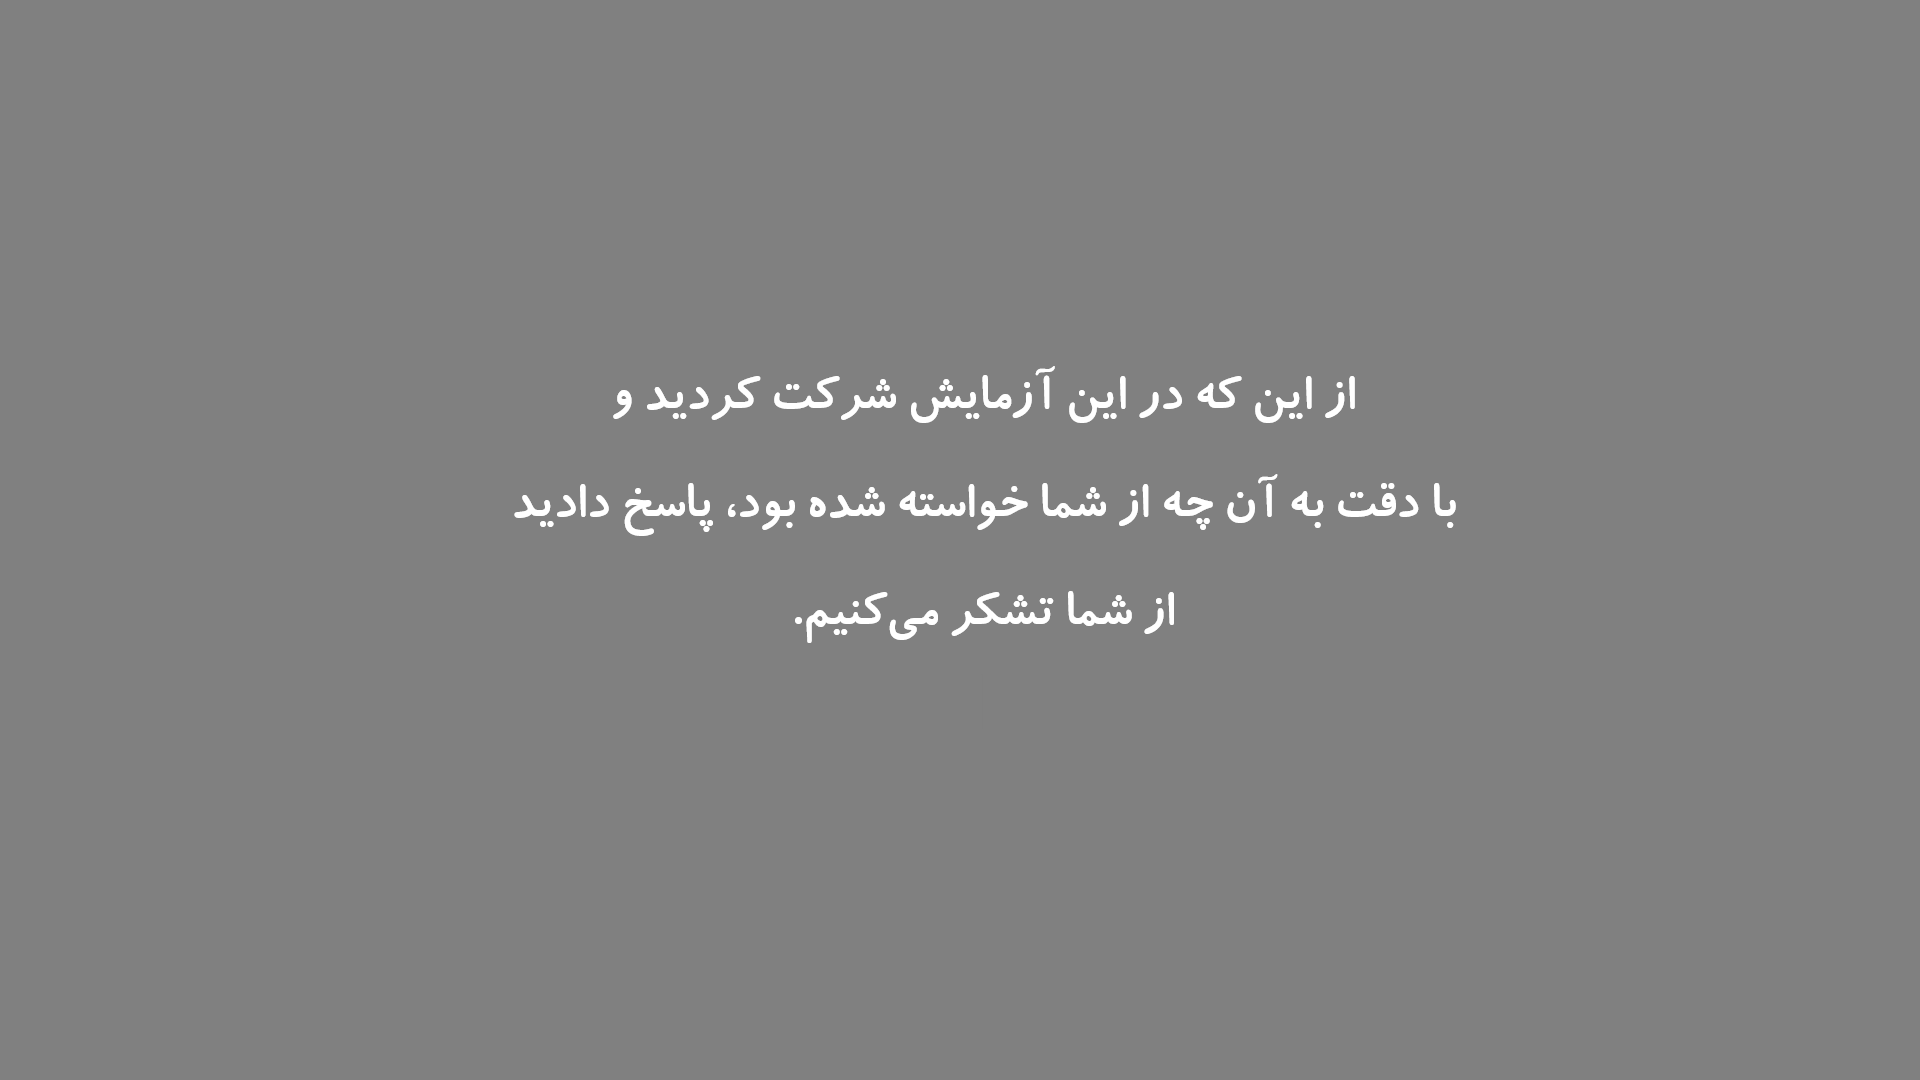 از این که در این آزمایش شرکت کردید و
با دقت به آن چه از شما خواسته شده بود، پاسخ دادید
از شما تشکر می‌کنیم.